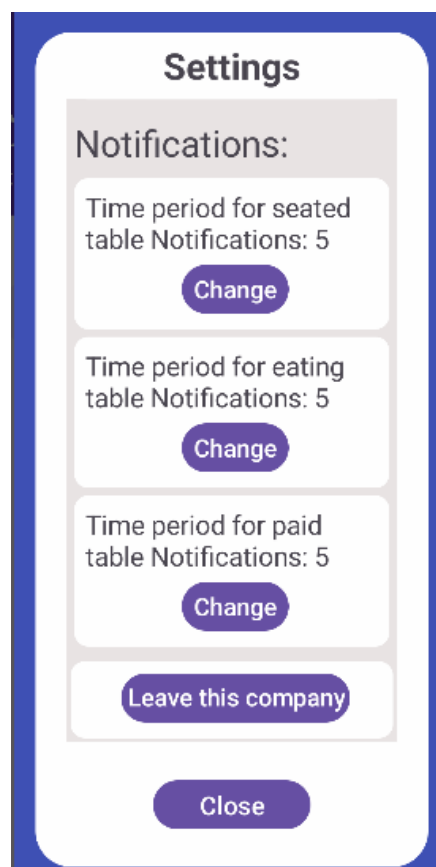 Settings
Notifications:
Time period for seated
table Notifications: 5
Change
Time period for eating
table Notifications: 5
Change
Time period for paid
table Notifications: 5
Change
Leave this company
Close